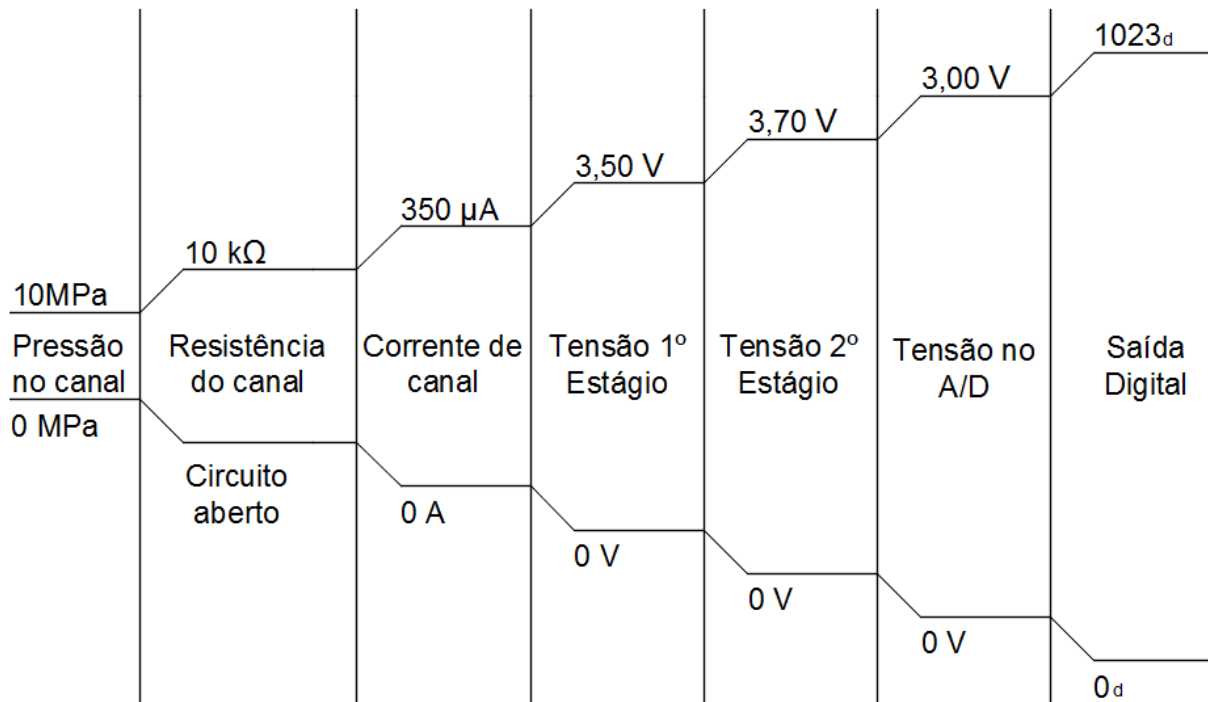 10MPa
Pressão
no canal
0 MPa
10 kΩ
Resistência
do canal
Circuito
aberto
350 µA
Corrente de
canal
0 A
3,50 V
Tensão 1º
Estágio
0 V
3,70 V
Tensão 2º
Estágio
0 V
3,00 V
Tensão no
A/D
0 V
1023d
Saída
Digital
0d